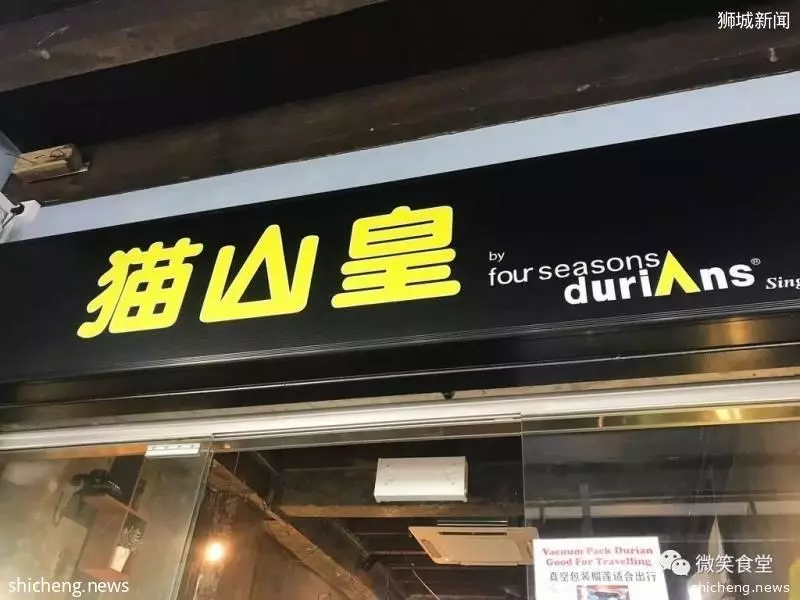 狮城新闻
猫山皇
by
four seasons
duriAns®
Vacuum Pack Durian
Good For Travelling
真空包装榴莲适合出行
微笑食堂
shicheng.news
shicheng.news